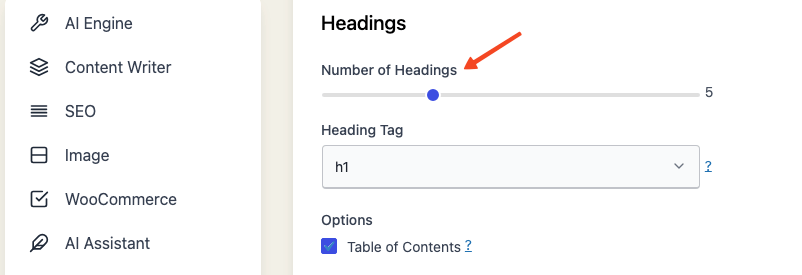 AI Engine
Content Writer
SEO
Image
WooCommerce
AI Assistant
Headings
Number of Headings
5
Heading Tag
h1
?
Options
Table of Contents ?